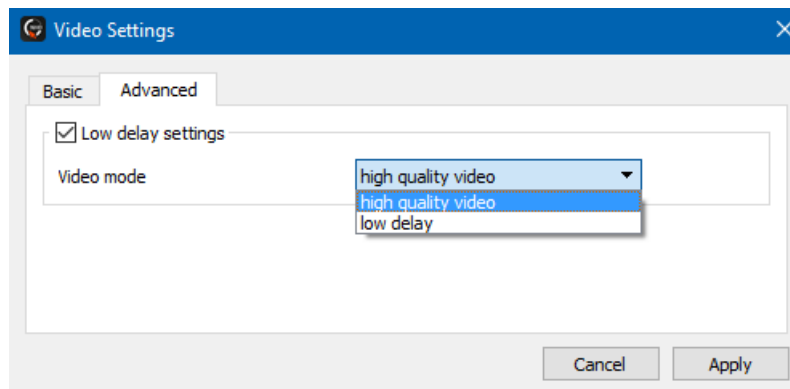 Video Settings
Basic Advanced
Low delay settings
Video mode high quality video
high quality video
low delay
Cancel Apply